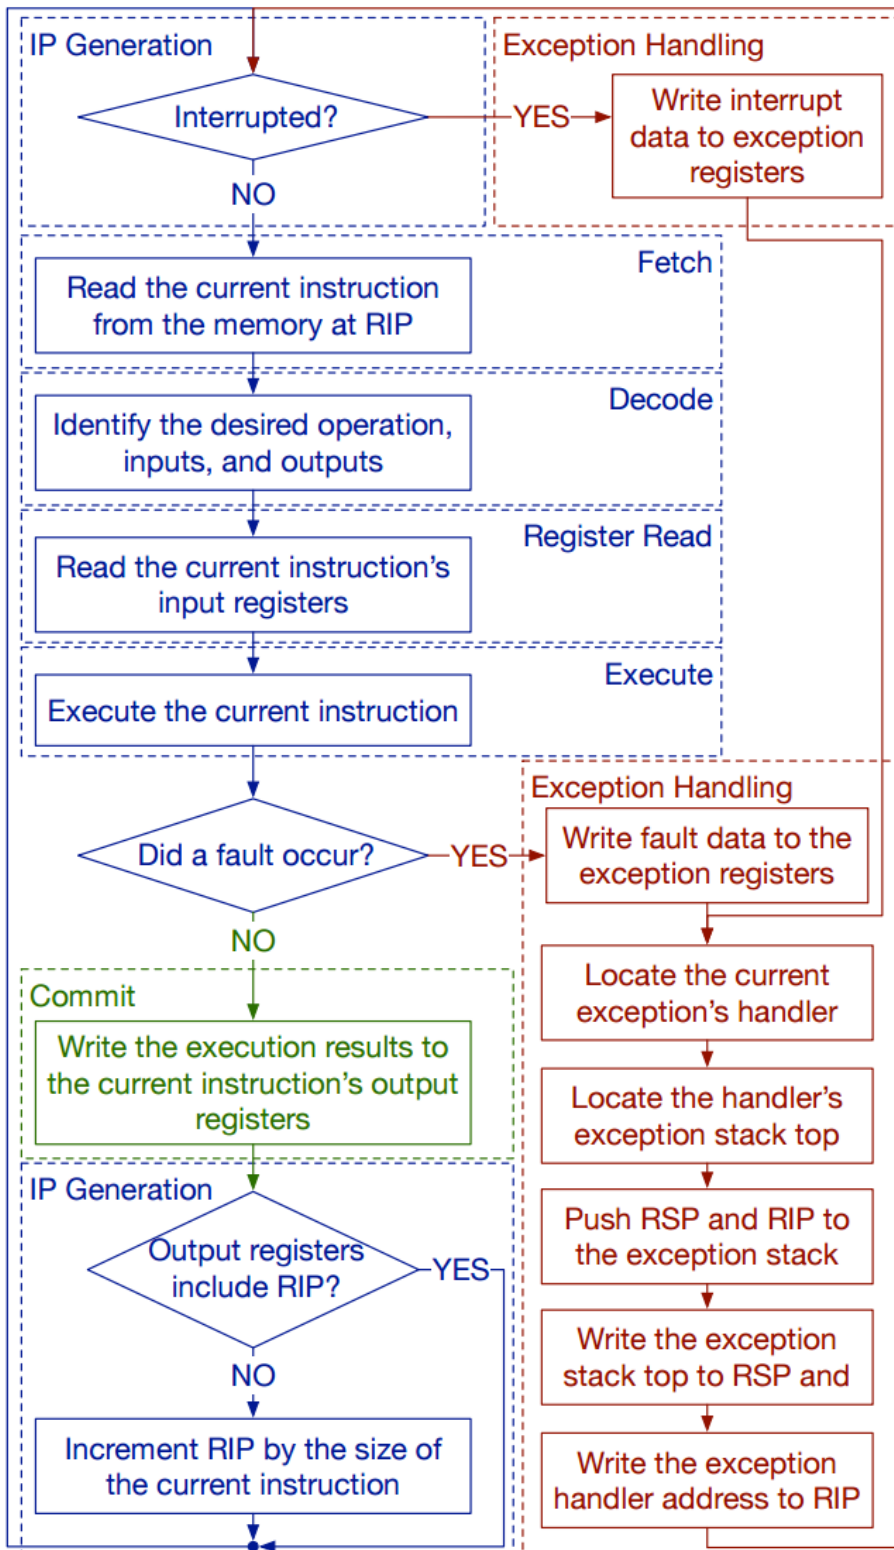 IP Generation
Exception Handling
Interrupted?
YES
Write interrupt
data to exception
registers
NO
Fetch
Read the current instruction
from the memory at RIP
Decode
Identify the desired operation,
inputs, and outputs
Register Read
Read the current instruction's
input registers
Execute
Execute the current instruction
Exception Handling
Did a fault occur?
YES
Write fault data to the
exception registers
NO
Commit
Write the execution results to
the current instruction's output
registers
Locate the current
exception's handler
Locate the handler's
exception stack top
IP Generation
Output registers
include RIP?
YES
NO
Increment RIP by the size of
the current instruction
Push RSP and RIP to
the exception stack
Write the exception
stack top to RSP and
Write the exception
handler address to RIP